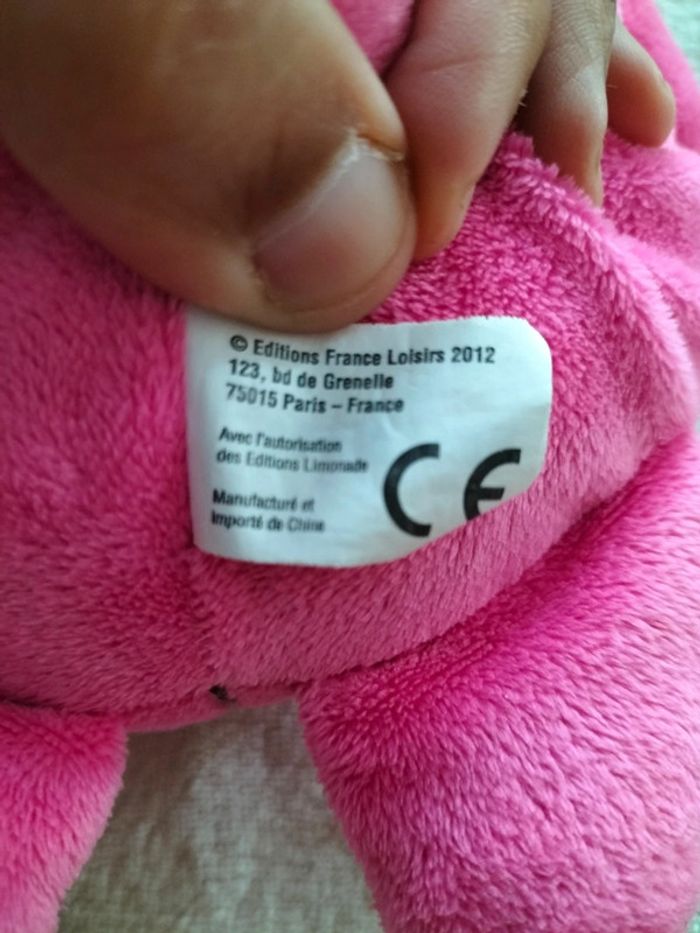 © Editions France Loisirs 2012
123, bd de Grenelle
75015 Paris – France
Avec l'autorisation
des Editions Limonade
Manufacturé et
Importé de Chine
CE